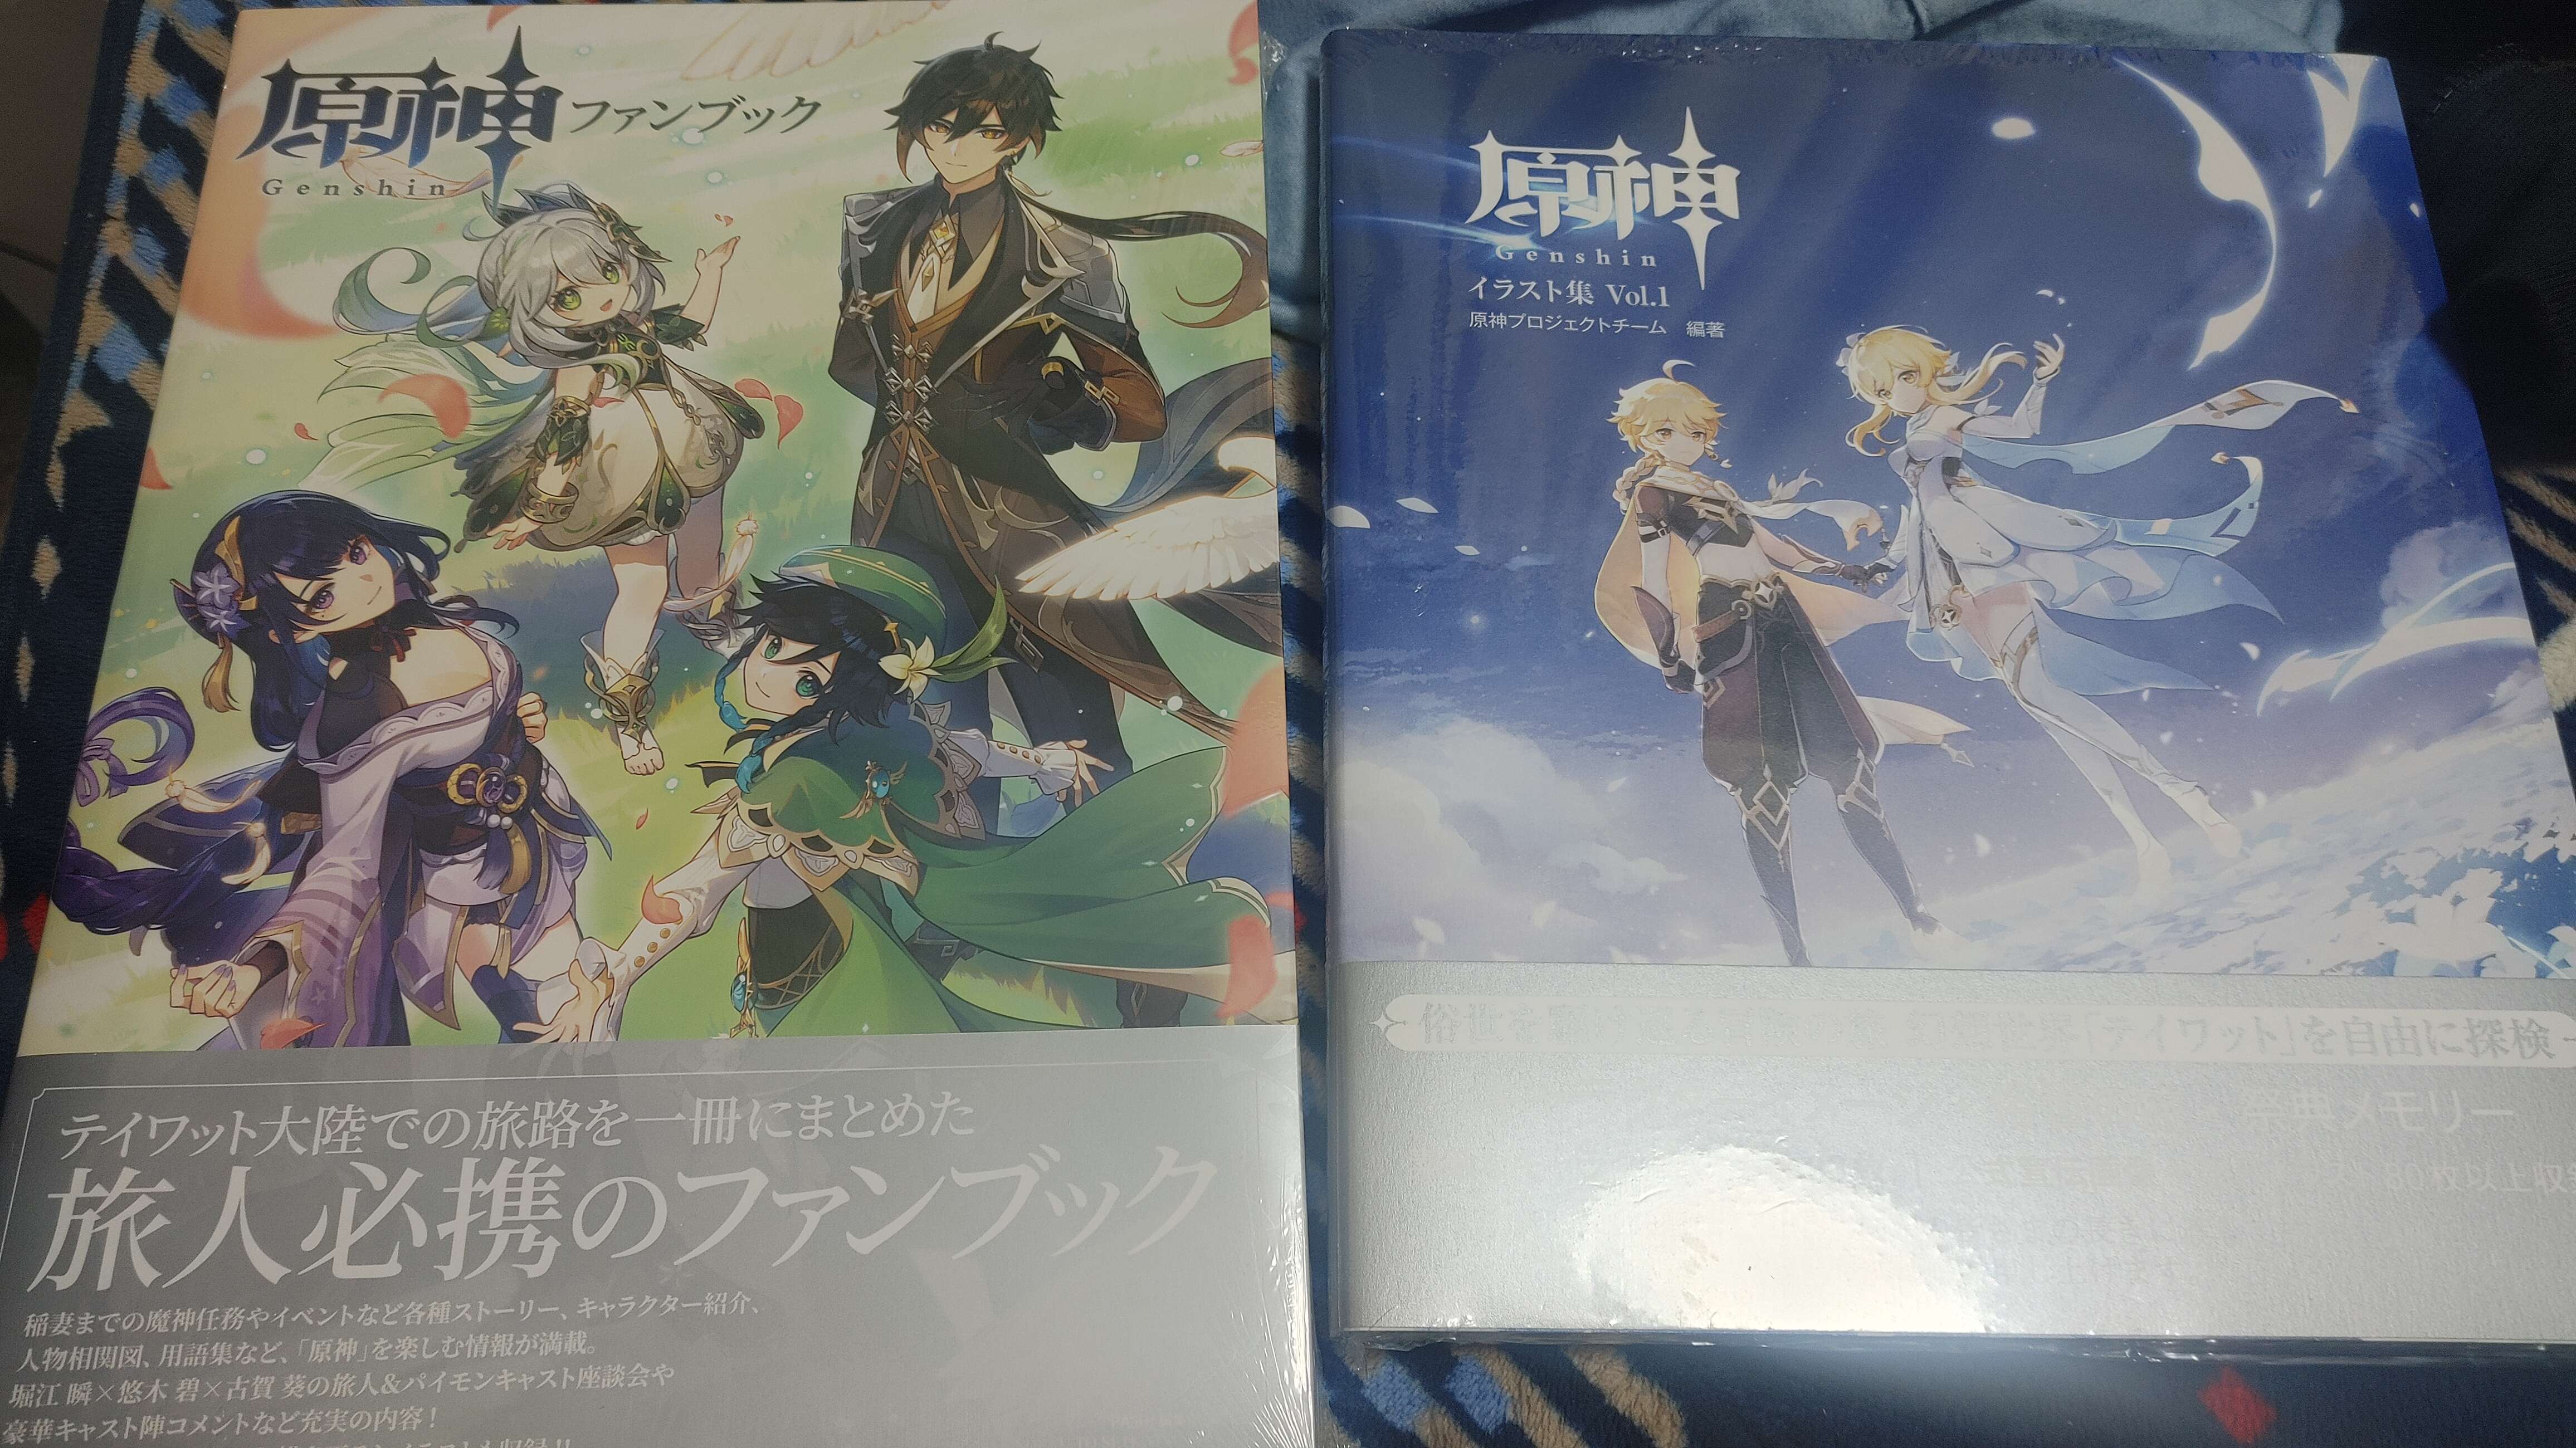 原神
ファンブック
Genshin
テイワット大陸での旅路を一冊にまとめた
旅人必携のファンブック
稲妻までの魔神任務やイベントなど各種ストーリー、キャラクター紹介、
人物相関図、用語集など、「原神」を楽しむ情報が満載。
堀江 瞬×悠木 碧×古賀 葵の旅人&パイモンキャスト座談会や
豪華キャスト陣コメントなど充実の内容！
原神
Genshin
イラスト集 Vol.1
原神プロジェクトチーム 編著
俗世を 「テイワット」を自由に探検
祭典メモリー
80枚以上収